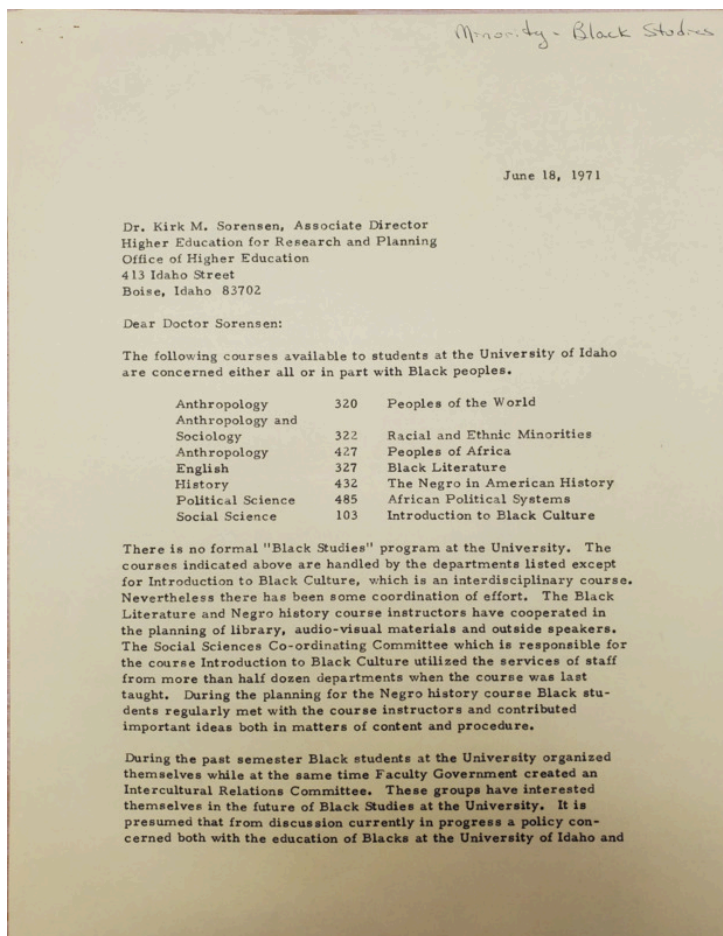 Minority - Black Studies
June 18, 1971
Dr. Kirk M. Sorensen, Associate Director
Higher Education for Research and Planning
Office of Higher Education
413 Idaho Street
Boise, Idaho 83702
Dear Doctor Sorensen:
The following courses available to students at the University of Idaho
are concerned either all or in part with Black peoples.
Anthropology 320 Peoples of the World
Anthropology and
Sociology 322 Racial and Ethnic Minorities
Anthropology 427 Peoples of Africa
English 327 Black Literature
History 432 The Negro in American History
Political Science 485 African Political Systems
Social Science 103 Introduction to Black Culture
There is no formal "Black Studies" program at the University. The
courses indicated above are handled by the departments listed except
for Introduction to Black Culture, which is an interdisciplinary course.
Nevertheless there has been some coordination of effort. The Black
Literature and Negro history course instructors have cooperated in
the planning of library, audio-visual materials and outside speakers.
The Social Sciences Co-ordinating Committee which is responsible for
the course Introduction to Black Culture utilized the services of staff
from more than half dozen departments when the course was last
taught. During the planning for the Negro history course Black stu-
dents regularly met with the course instructors and contributed
important ideas both in matters of content and procedure.
During the past semester Black students at the University organized
themselves while at the same time Faculty Government created an
Intercultural Relations Committee. These groups have interested
themselves in the future of Black Studies at the University. It is
presumed that from discussion currently in progress a policy con-
cerned both with the education of Blacks at the University of Idaho and